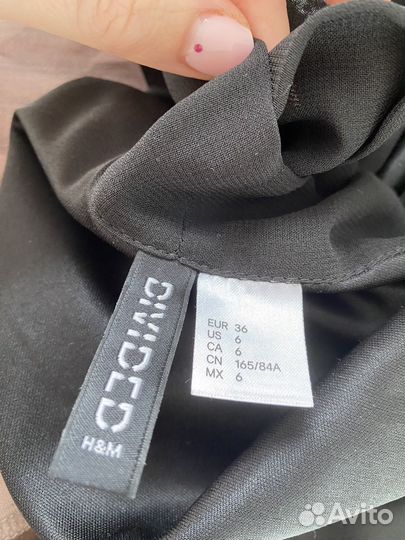 DIVIDED
H&M
EUR 36
US 6
CA 6
CN 165/84A
MX 6
Avito